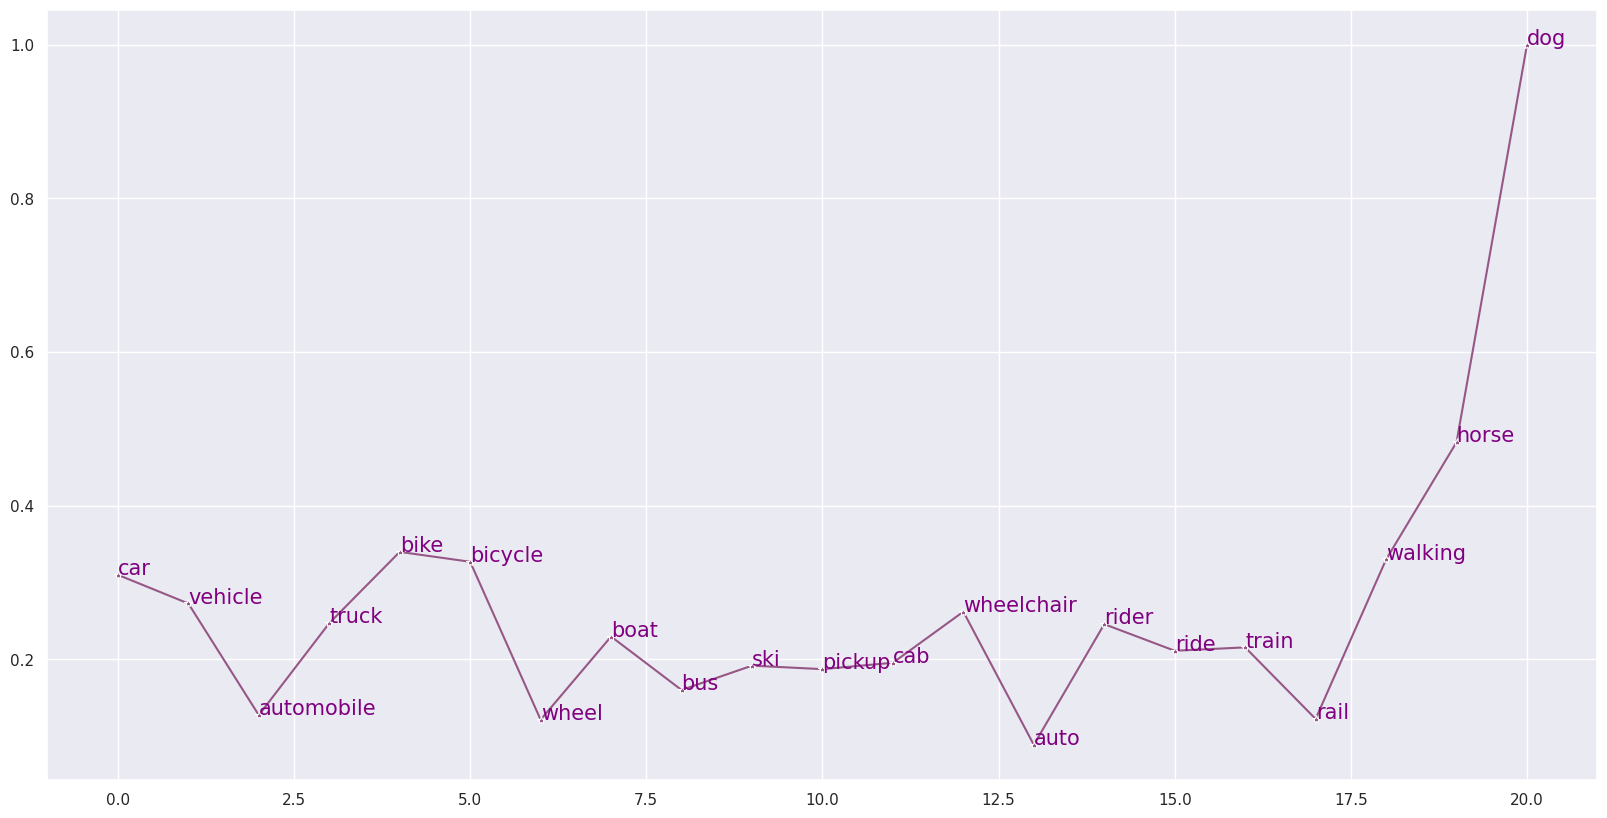 1.0
0.8
0.6
0.4
0.2
dog
horse
bike
bicycle
walking
car
vehicle
truck
boat
wheelchair
rider
ride
train
ski
pickup
cab
bus
automobile
wheel
rail
auto
0.0 2.5 5.0 7.5 10.0 12.5 15.0 17.5 20.0